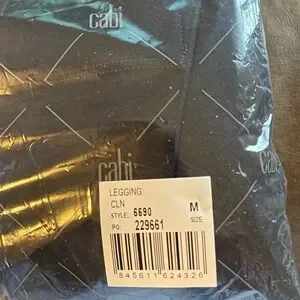 cabi
cabi
cabi
LEGGING
CLN
STYLE: 6690 M
PO: 229661 SIZE
845611624326